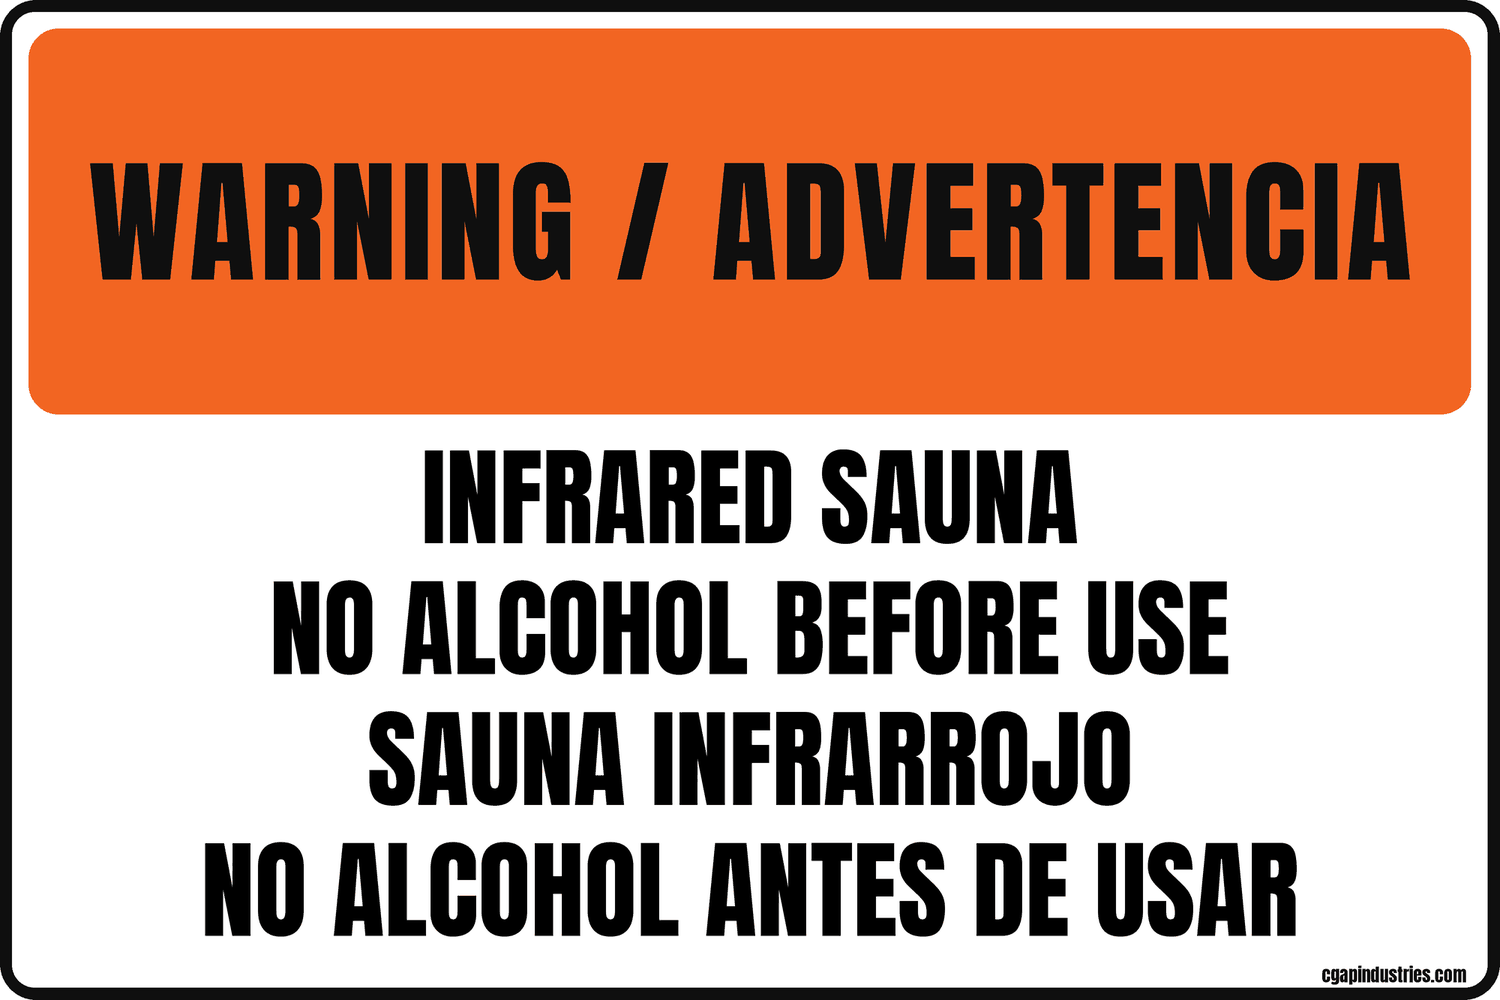 WARNING / ADVERTENCIA
INFRARED SAUNA
NO ALCOHOL BEFORE USE
SAUNA INFRARROJO
NO ALCOHOL ANTES DE USAR
cgapindustries.com